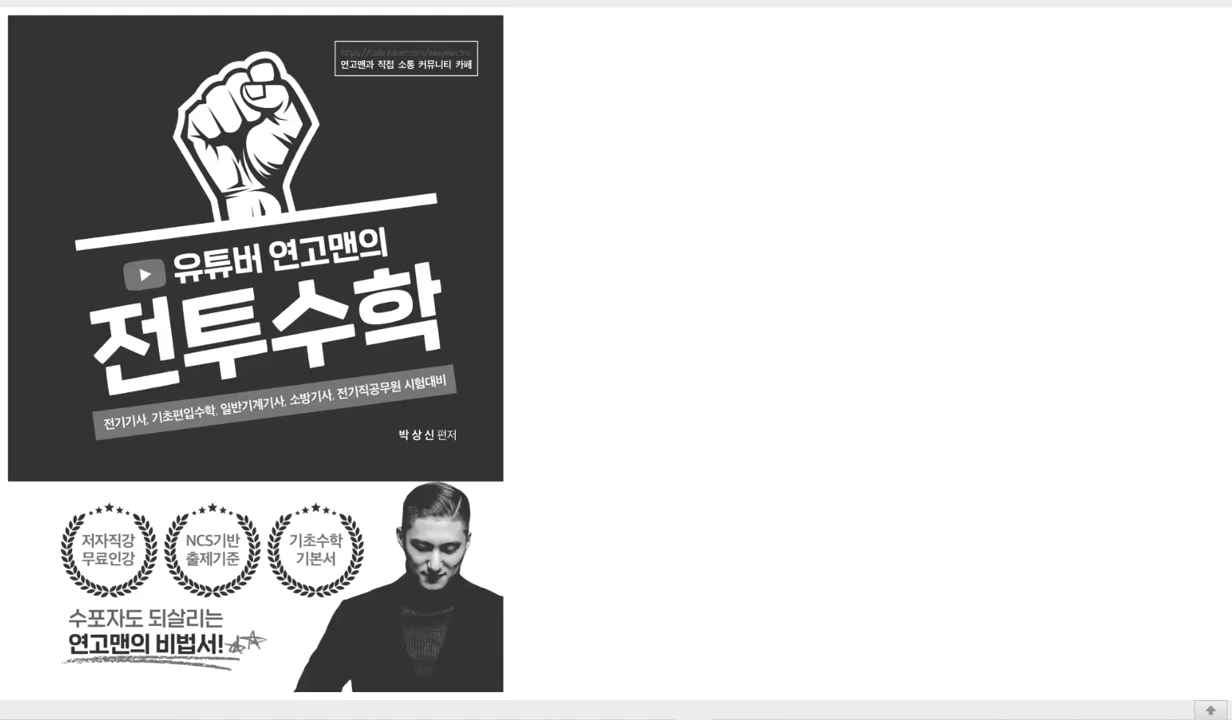 https://cafe.naver.com/easyelectric
연고맨과 직접 소통 커뮤니티 카페
유튜버 연고맨의
전투수학
전기기사, 기초편입수학, 일반기계기사, 소방기사, 전기직공무원 시험대비
박상신 편저
저자직강
무료인강
NCS기반
출제기준
기초수학
기본서
수포자도 되살리는
연고맨의 비법서!